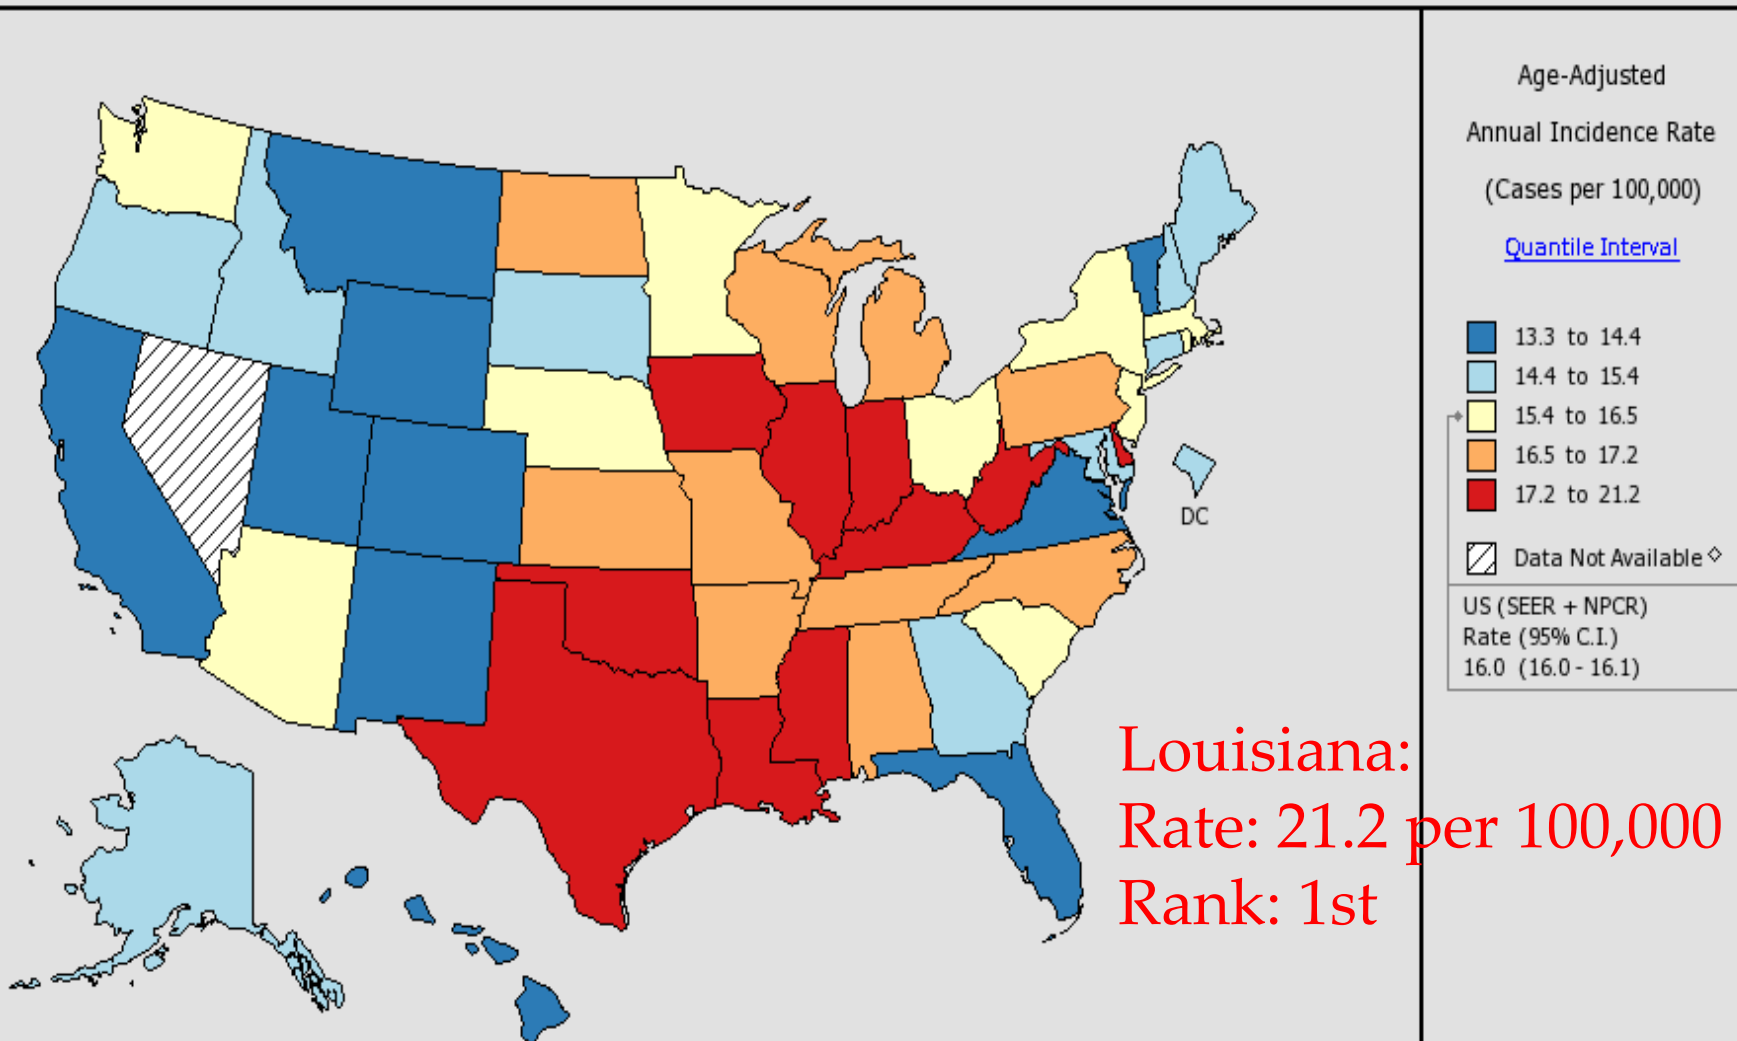 Age-Adjusted
Annual Incidence Rate
(Cases per 100,000)
Quantile Interval
13.3 to 14.4
14.4 to 15.4
15.4 to 16.5
16.5 to 17.2
17.2 to 21.2
Data Not Available ◇
US (SEER + NPCR)
Rate (95% C.I.)
16.0 (16.0 - 16.1)
DC
Louisiana:
Rate: 21.2 per 100,000
Rank: 1st